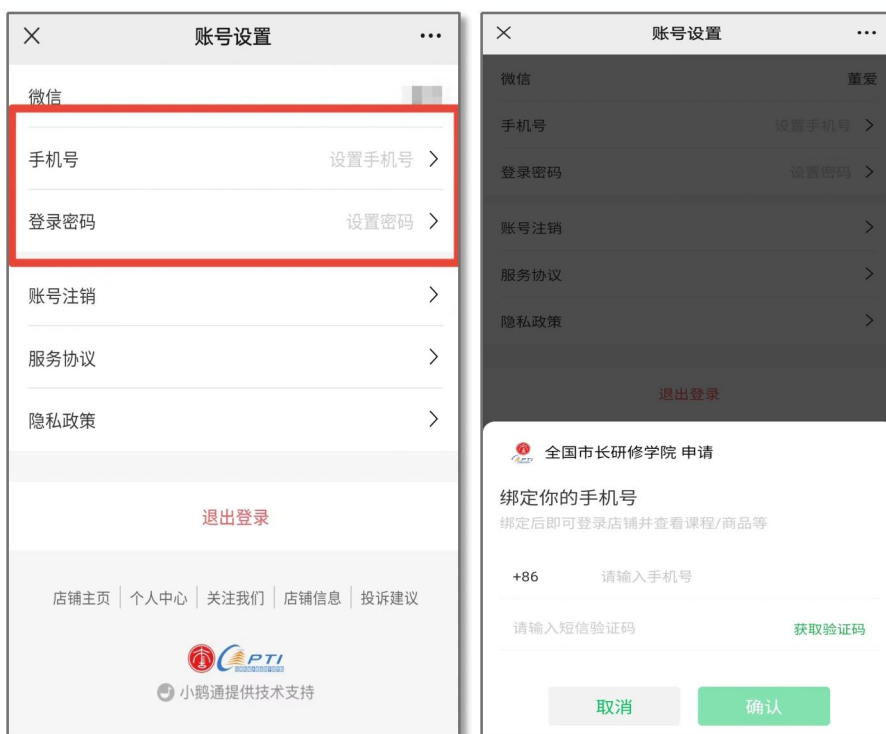 账号设置
微信
手机号 设置手机号
登录密码 设置密码
账号注销
服务协议
隐私政策
退出登录
店铺主页 个人中心 关注我们 店铺信息 投诉建议
CPTI
小鹅通提供技术支持
账号设置
微信 董爱
手机号 设置手机号
登录密码 设置密码
账号注销
服务协议
隐私政策
退出登录
全国市长研修学院 申请
绑定你的手机号
绑定后即可登录店铺并查看课程/商品等
+86 请输入手机号
请输入短信验证码 获取验证码
取消 确认